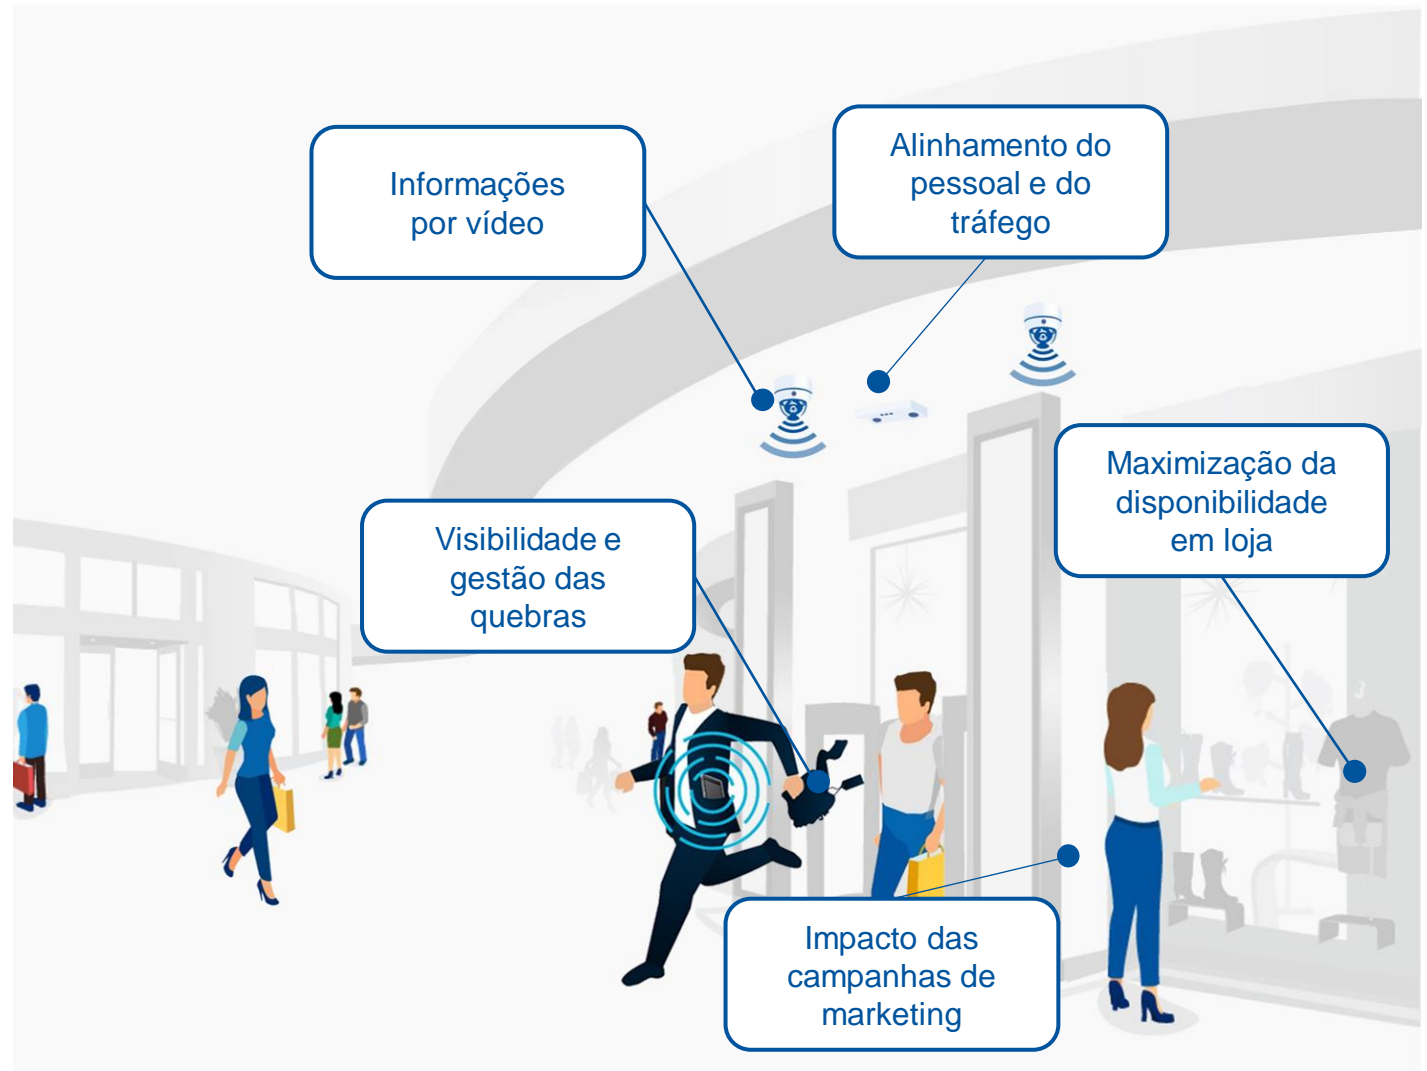 Informações
por vídeo
Alinhamento do
pessoal e do
tráfego
Maximização da
disponibilidade
em loja
Visibilidade e
gestão das
quebras
Impacto das
campanhas de
marketing